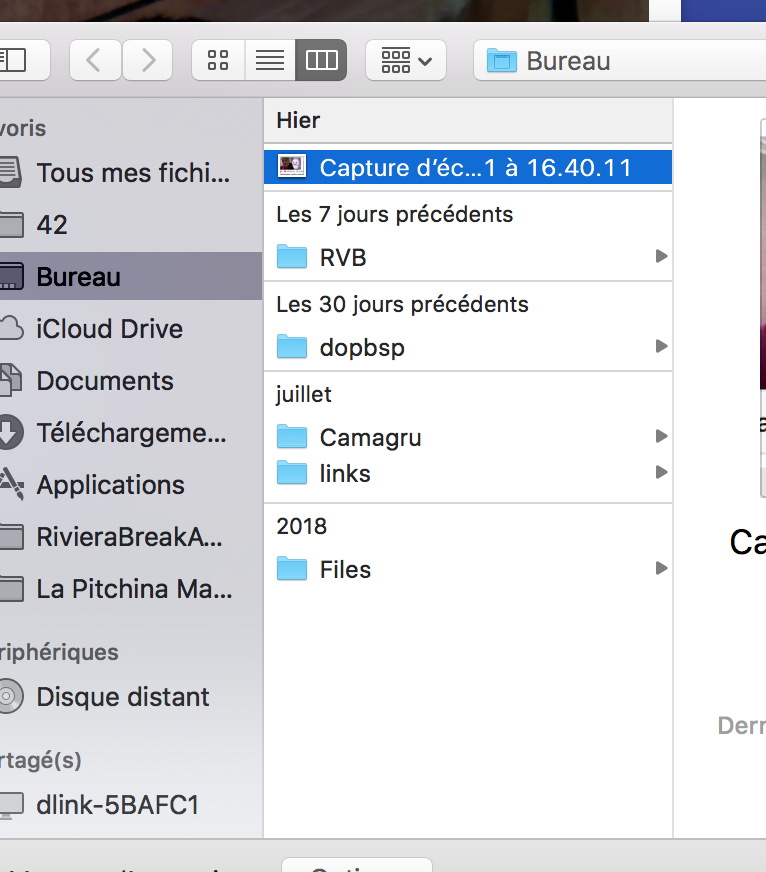 Bureau
voris
Tous mes fichi...
42
Bureau
iCloud Drive
Documents
Téléchargeme...
Applications
RivieraBreakA...
La Pitchina Ma...
riphériques
Disque distant
rtagé(s)
dlink-5BAFC1
Hier
Capture d'éc...1 à 16.40.11
Les 7 jours précédents
RVB
Les 30 jours précédents
dopbsp
juillet
Camagru
links
2018
Files
Ca
Derr